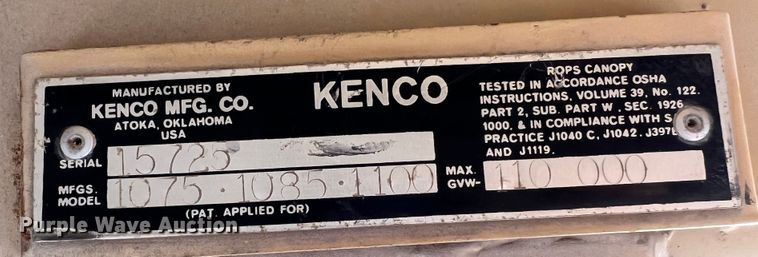 MANUFACTURED BY
KENCO MFG. CO.
ATOKA, OKLAHOMA
USA
KENCO
ROPS CANOPY
TESTED IN ACCORDANCE OSHA
INSTRUCTIONS, VOLUME 39, No. 122.
PART 2, SUB. PART W, SEC. 1926
1000. & IN COMPLIANCE WITH
PRACTICE J1040 C, J1042, J397B
AND J1119.
SERIAL 15725
MFGS. MODEL 1075·1085·1100
MAX. GVW- 110 000
(PAT. APPLIED FOR)
Purple Wave Auction